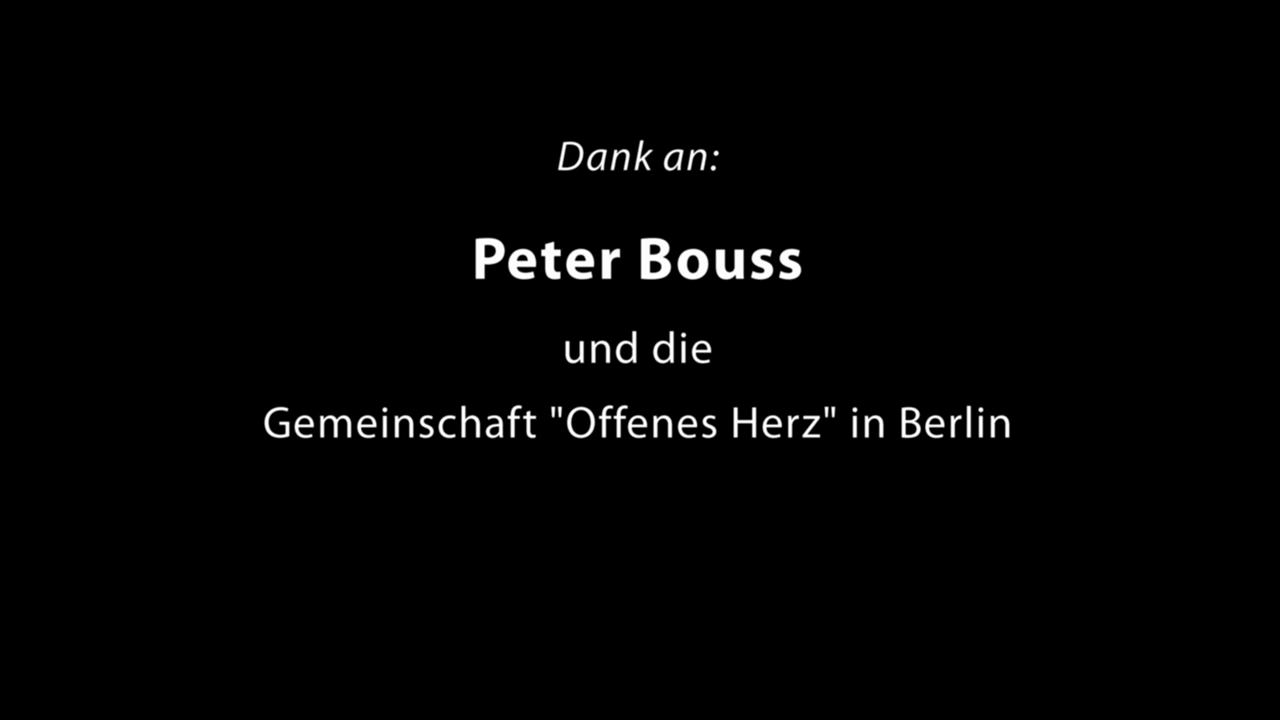 Dank an:
Peter Bouss
und die
Gemeinschaft "Offenes Herz" in Berlin